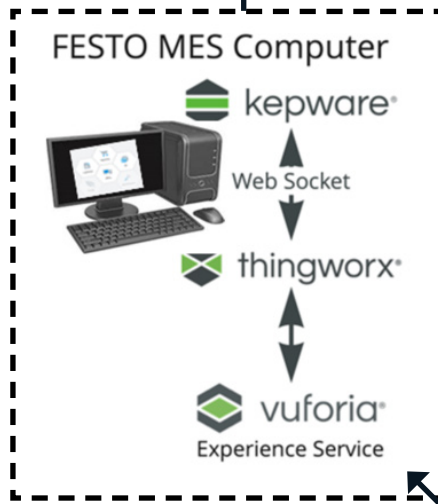 FESTO MES Computer
kepware®
Web Socket
thingworx®
vuforia®
Experience Service